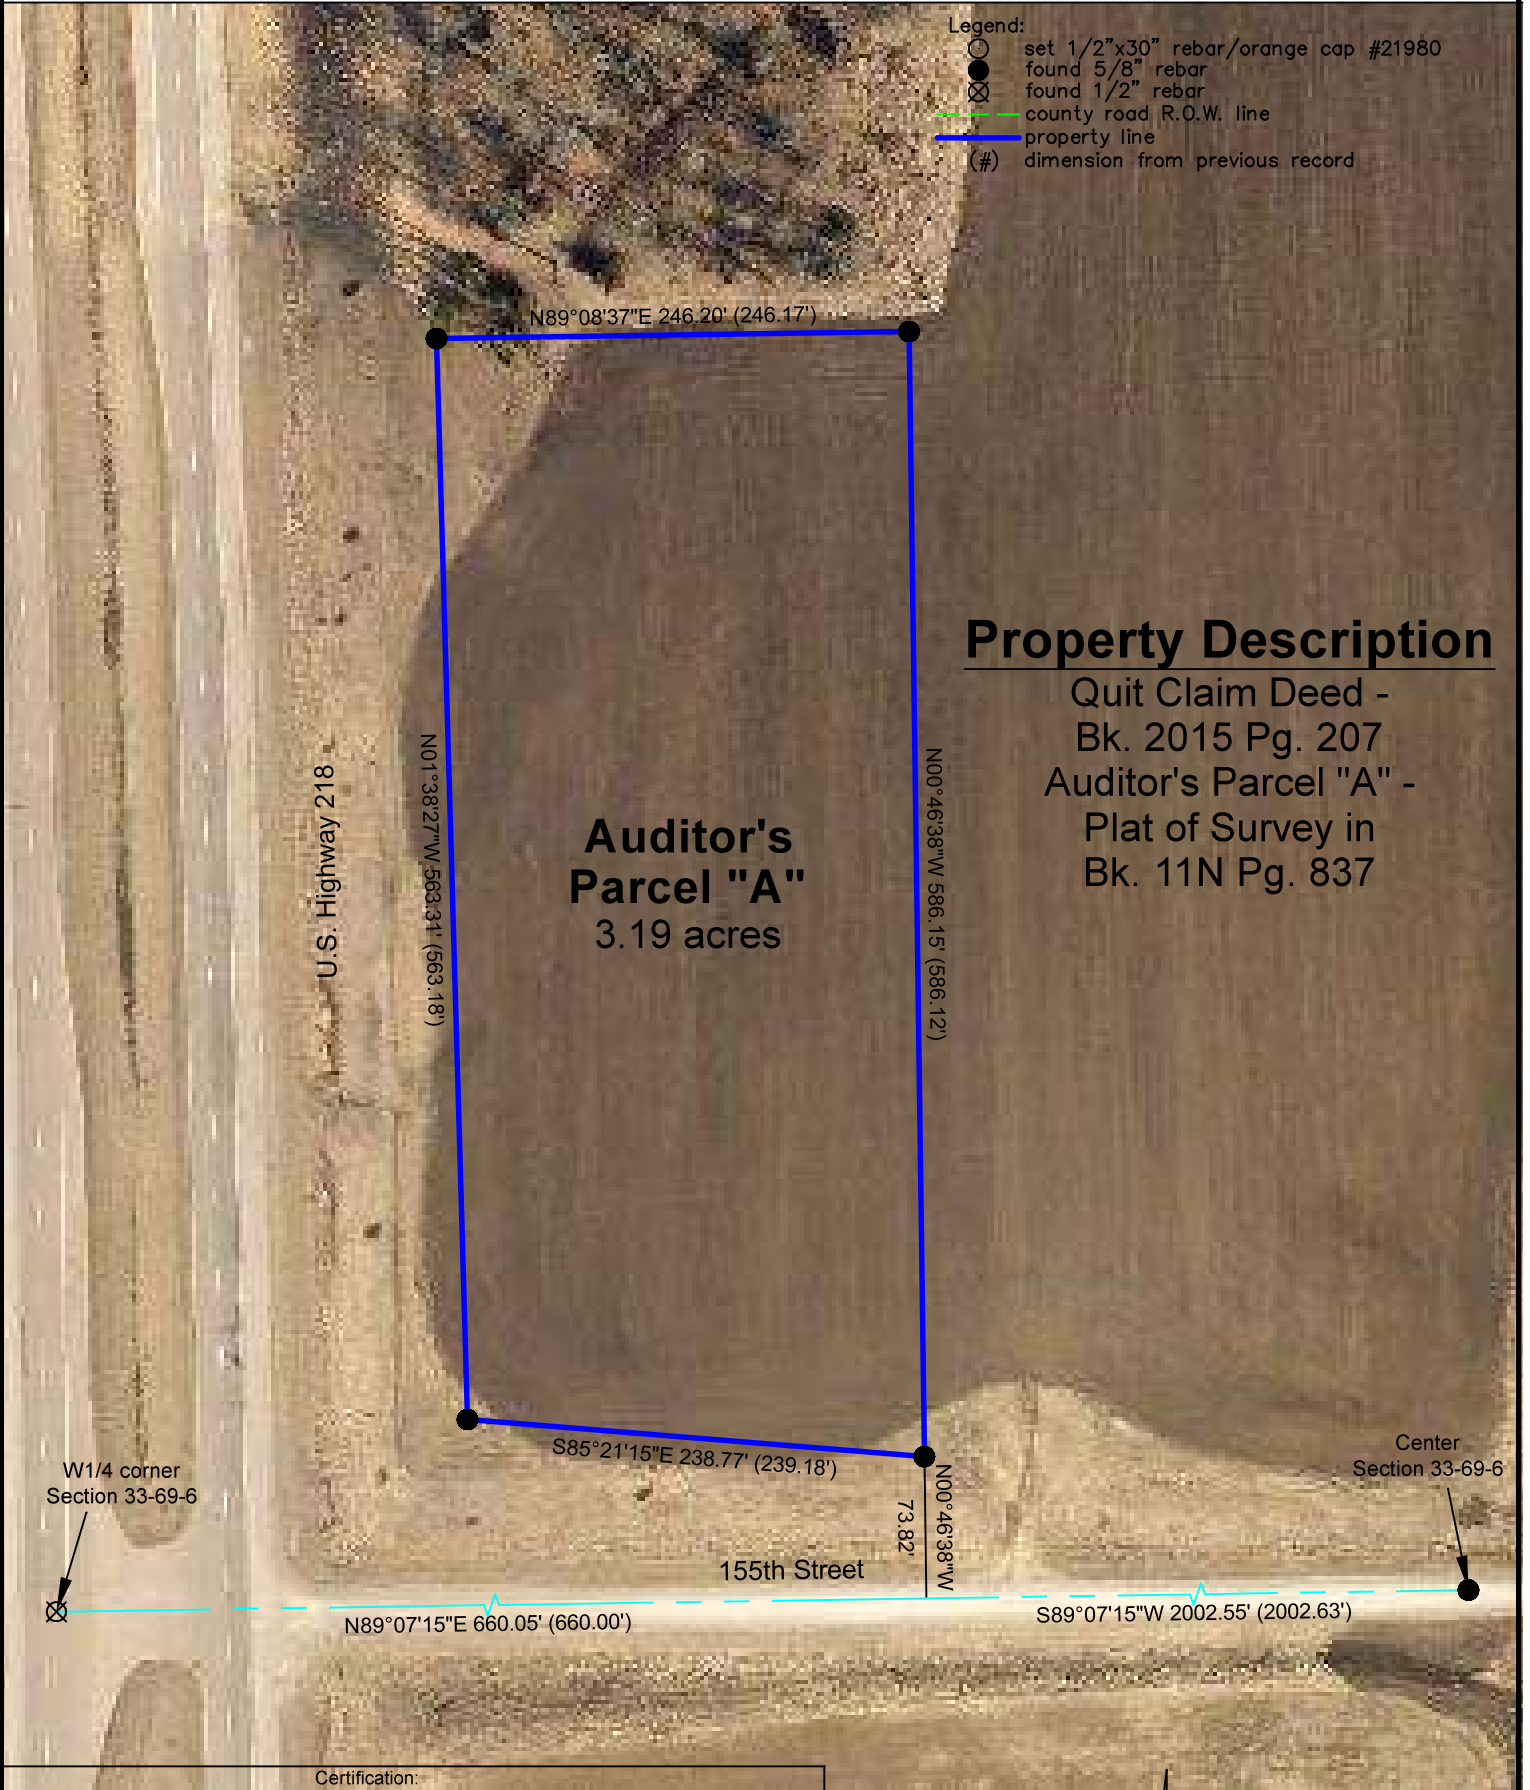 Legend:
set 1/2"x30" rebar/orange cap #21980
found 5/8" rebar
found 1/2" rebar
county road R.O.W. line
property line
(#) dimension from previous record
N89°08'37"E 246.20' (246.17')
Property Description
Quit Claim Deed -
Bk. 2015 Pg. 207
Auditor's Parcel "A" -
Plat of Survey in
Bk. 11N Pg. 837
U.S. Highway 218
N01°38'27"W 563.31' (563.18')
Auditor's
Parcel "A"
3.19 acres
N00°46'38"W 586.15' (586.12')
S85°21'15"E 238.77' (239.18')
W1/4 corner
Section 33-69-6
Center
Section 33-69-6
N00°46'38"W
73.82'
155th Street
N89°07'15"E 660.05' (660.00')
S89°07'15"W 2002.55' (2002.63')
Certification: